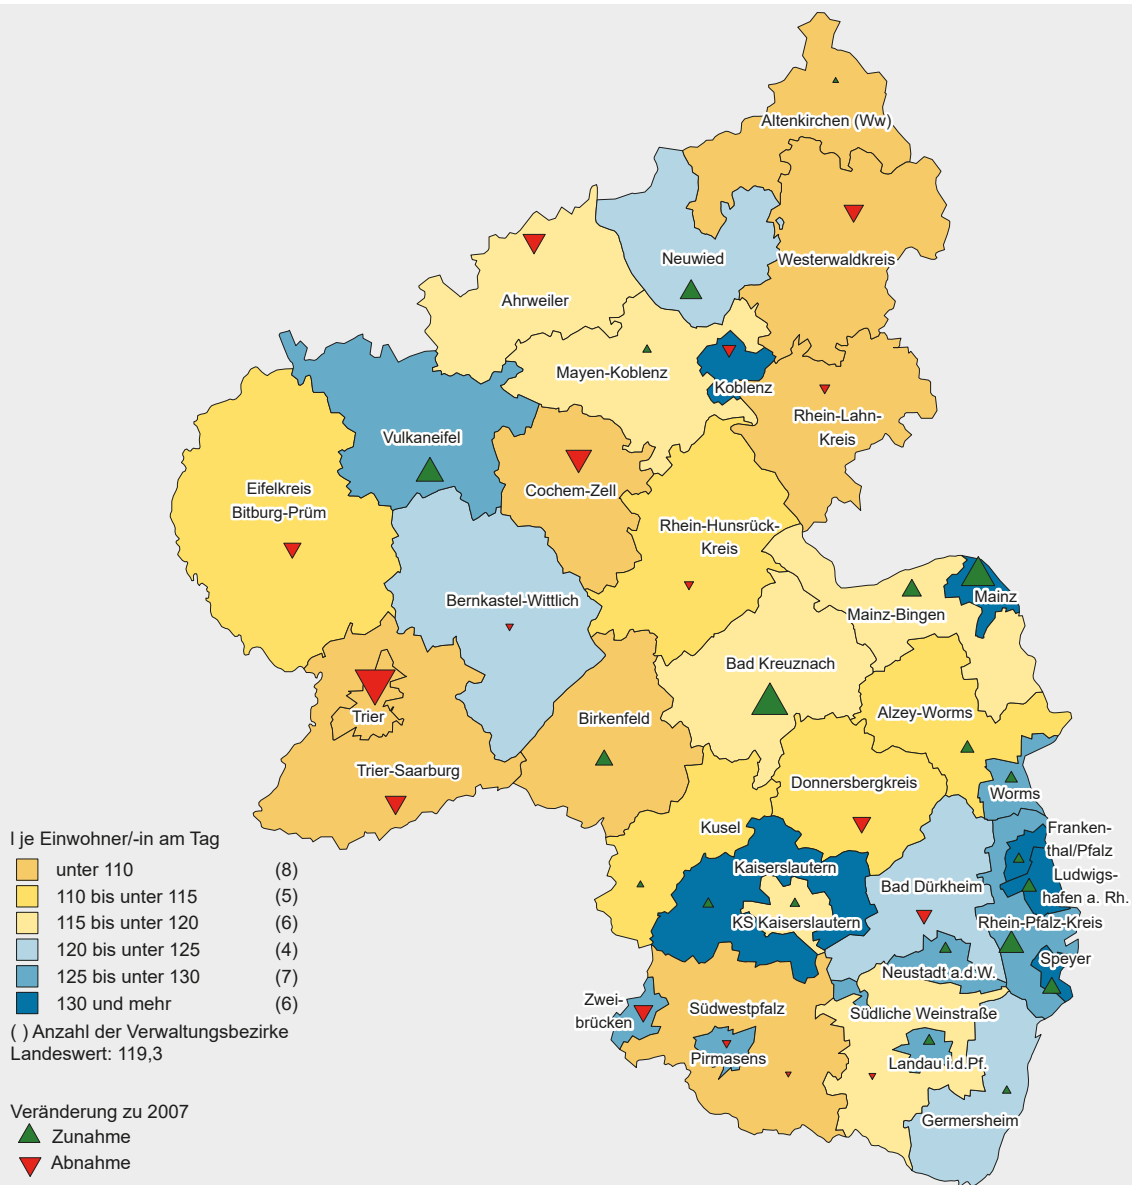 Altenkirchen (Ww)
Neuwied
Westerwaldkreis
Ahrweiler
Mayen-Koblenz
Koblenz
Rhein-Lahn-
Kreis
Vulkaneifel
Cochem-Zell
Eifelkreis
Bitburg-Prüm
Rhein-Hunsrück-
Kreis
Bernkastel-Wittlich
Mainz
Mainz-Bingen
Bad Kreuznach
Trier
Birkenfeld
Alzey-Worms
Trier-Saarburg
Donnersbergkreis
Worms
Kusel
Franken-
thal/Pfalz
Kaiserslautern
Ludwigs-
hafen a. Rh.
Bad Dürkheim
KS Kaiserslautern
Rhein-Pfalz-Kreis
Speyer
Neustadt a.d.W.
Zwei-
brücken
Südwestpfalz
Südliche Weinstraße
Pirmasens
Landau i.d.Pf.
Germersheim
l je Einwohner/-in am Tag
unter 110 (8)
110 bis unter 115 (5)
115 bis unter 120 (6)
120 bis unter 125 (4)
125 bis unter 130 (7)
130 und mehr (6)
( ) Anzahl der Verwaltungsbezirke
Landeswert: 119,3
Veränderung zu 2007
Zunahme
Abnahme